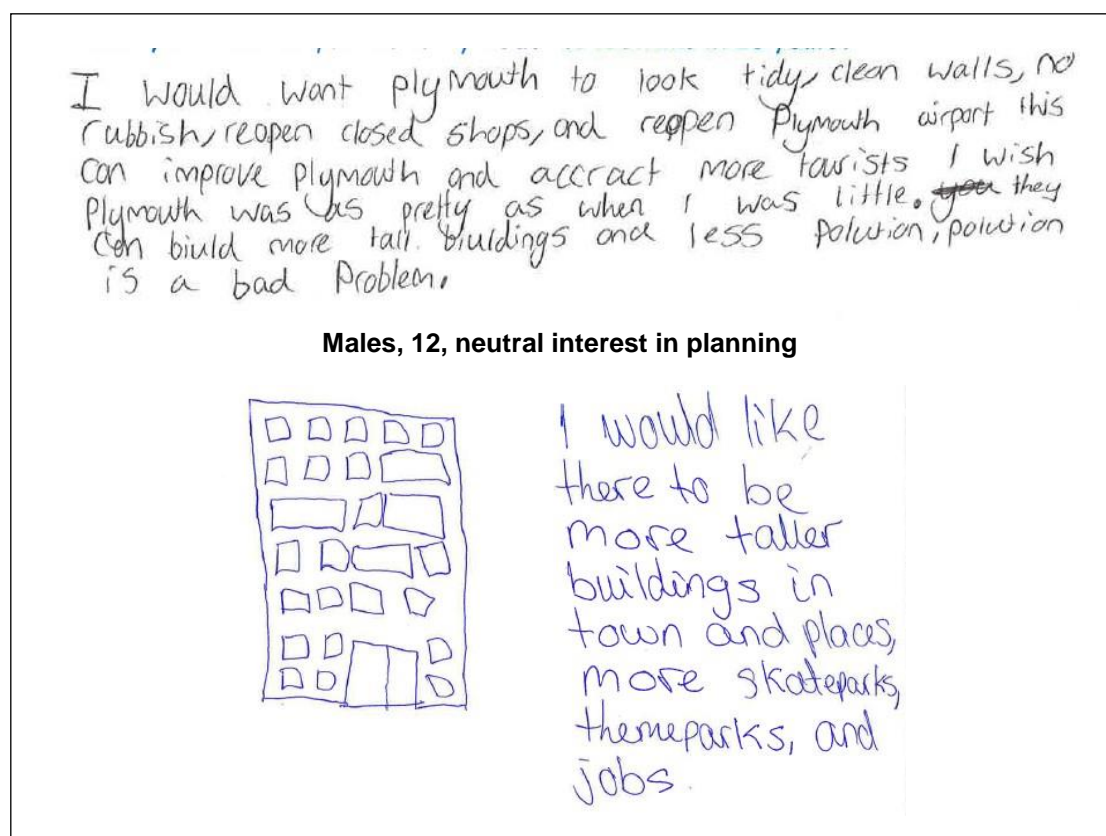 I would want plymouth to look tidy, clean walls, no
rubbish, reopen closed shops, and reopen Plymouth airport this
can improve plymouth and accract more tourists I wish
Plymouth was as pretty as when I was little. they
can biuld more tall biuldings and less polution, polution
is a bad problem.
Males, 12, neutral interest in planning
I would like
there to be
more taller
buildings in
town and places,
more skateparks,
themeparks, and
jobs.